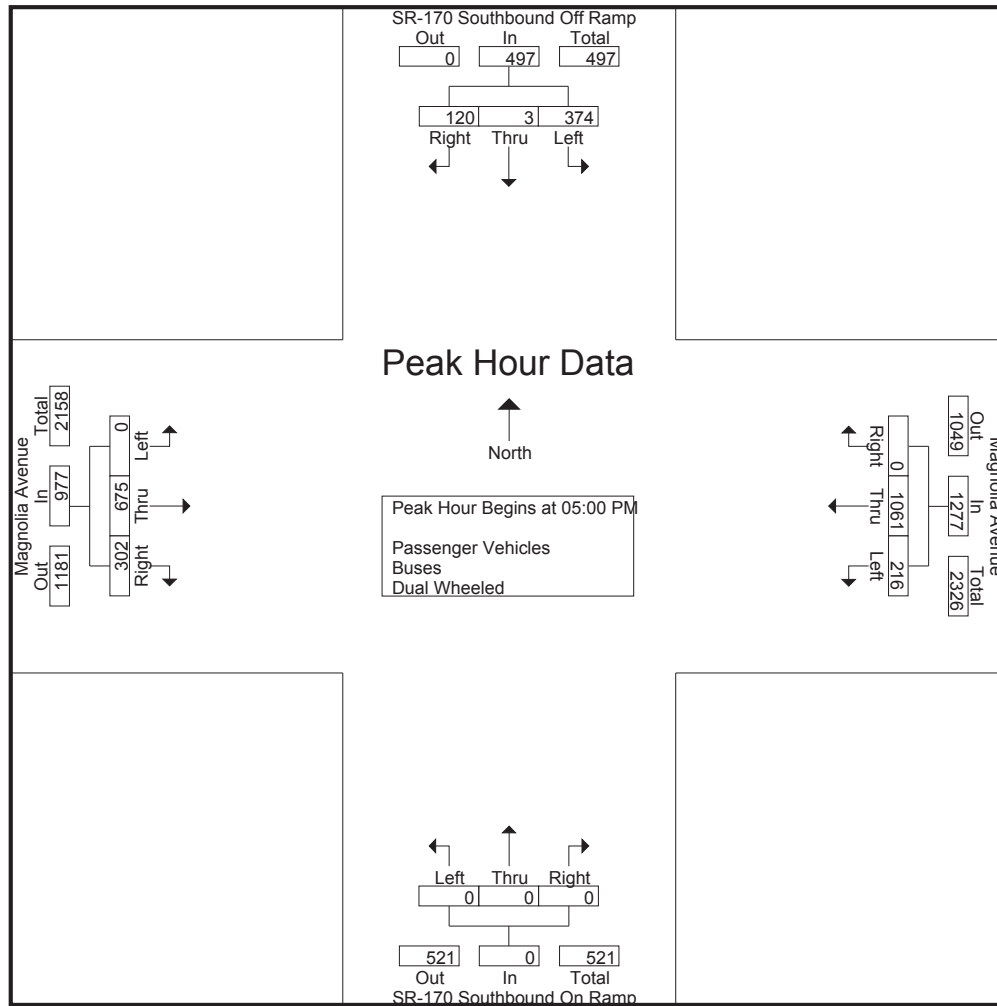 SR-170 Southbound Off Ramp
Out In Total
0 497 497
120 3 374
Right Thru Left
Peak Hour Data
North
Peak Hour Begins at 05:00 PM
Passenger Vehicles
Buses
Dual Wheeled
Magnolia Avenue
Out In Total
1181 977 2158
302 675 0
Right Thru Left
Magnolia Avenue
Out In Total
1049 1277 2326
0 1061 216
Right Thru Left
Left Thru Right
0 0 0
521 0 521
Out In Total
SR-170 Southbound On Ramp